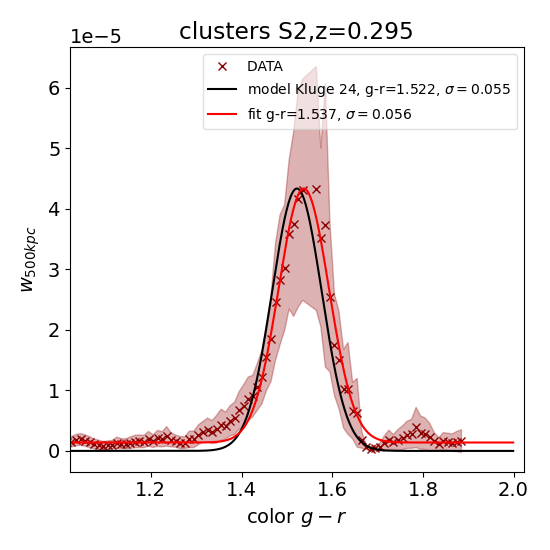 clusters S2,z=0.295
1e−5
DATA
model Kluge 24, g-r=1.522, σ = 0.055
fit g-r=1.537, σ = 0.056
6
5
4
3
2
1
0
w500kpc
1.2 1.4 1.6 1.8 2.0
color g − r